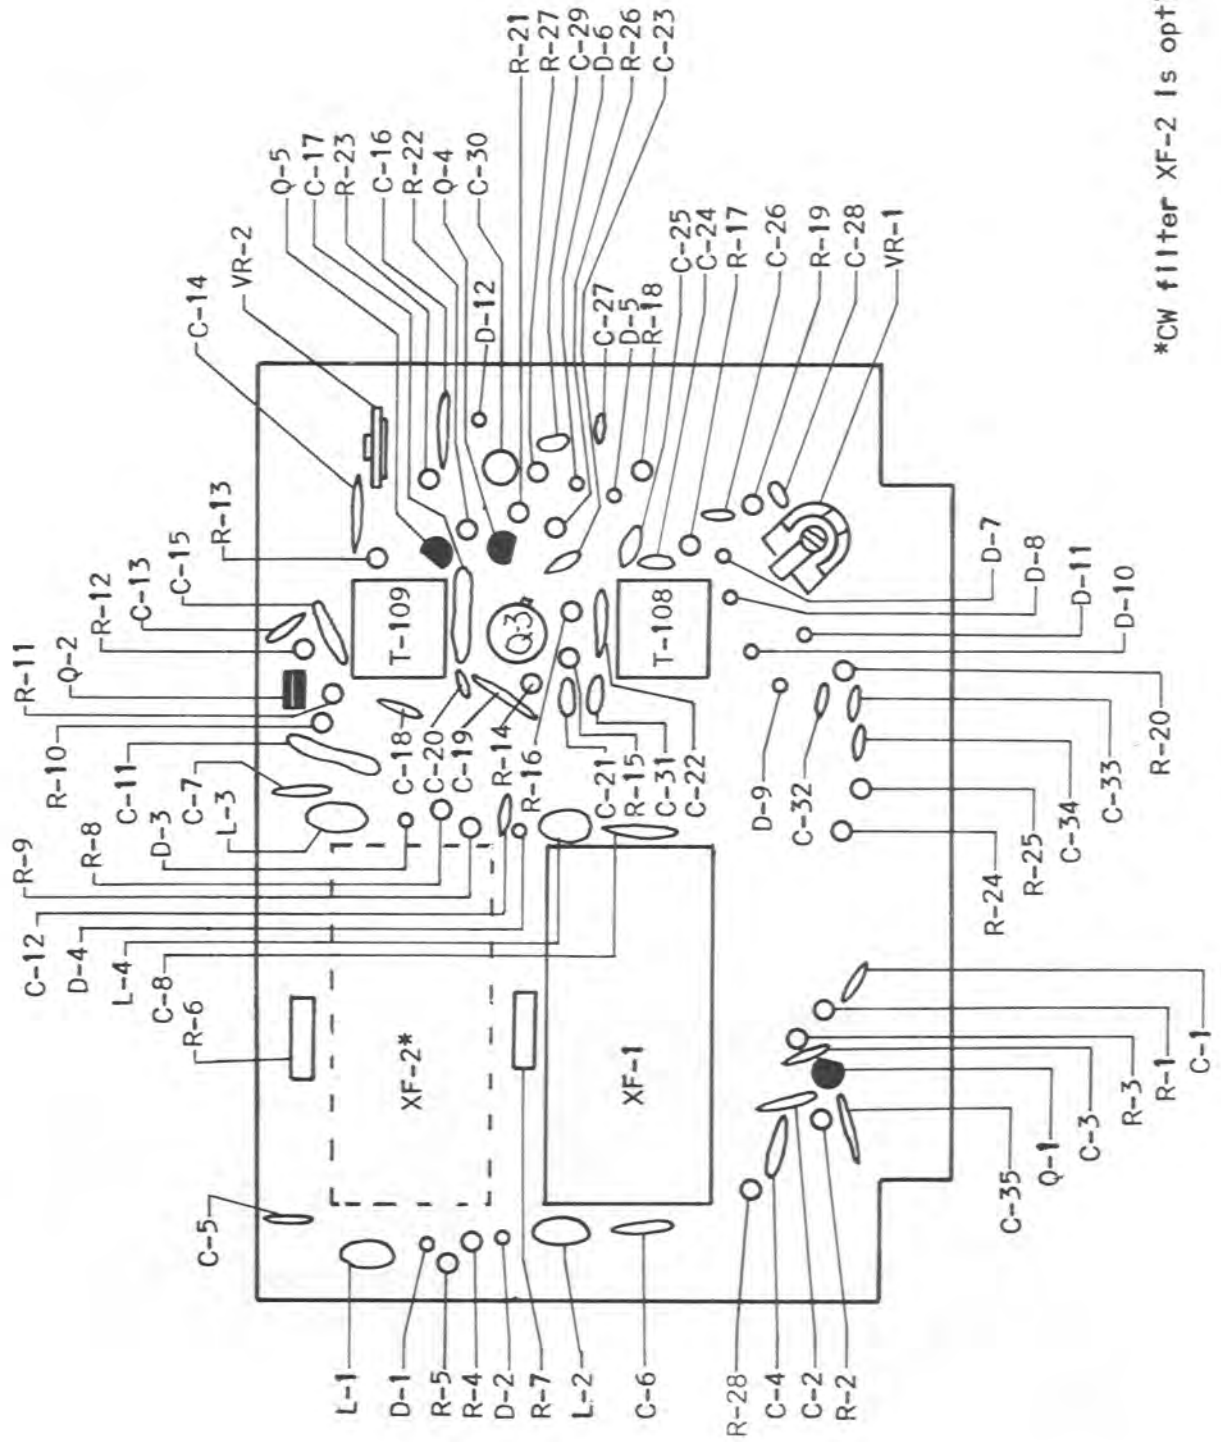 R-9
C-12
D-4
L-4
C-8
R-6
R-11
Q-2
R-10
C-11
C-7
L-3
D-3
R-8
R-12
C-13
C-15
R-13
C-14
VR-2
Q-5
C-17
R-23
C-16
R-22
Q-4
C-30
D-12
R-21
R-27
C-29
D-6
R-26
C-23
C-27
D-5
R-18
C-25
C-24
R-17
C-26
R-19
C-28
VR-1
C-5
L-1
D-1
R-5
R-4
D-2
R-7
L-2
C-6
R-28
C-4
C-2
R-2
XF-2*
XF-1
T-109
Q3
T-108
C-18
C-20
C-19
R-14
R-16
C-21
R-15
C-31
C-22
D-9
C-32
D-7
D-8
D-11
D-10
R-20
C-33
C-34
R-25
R-24
C-1
R-1
R-3
C-3
Q-1
C-35
*CW filter XF-2 Is opt